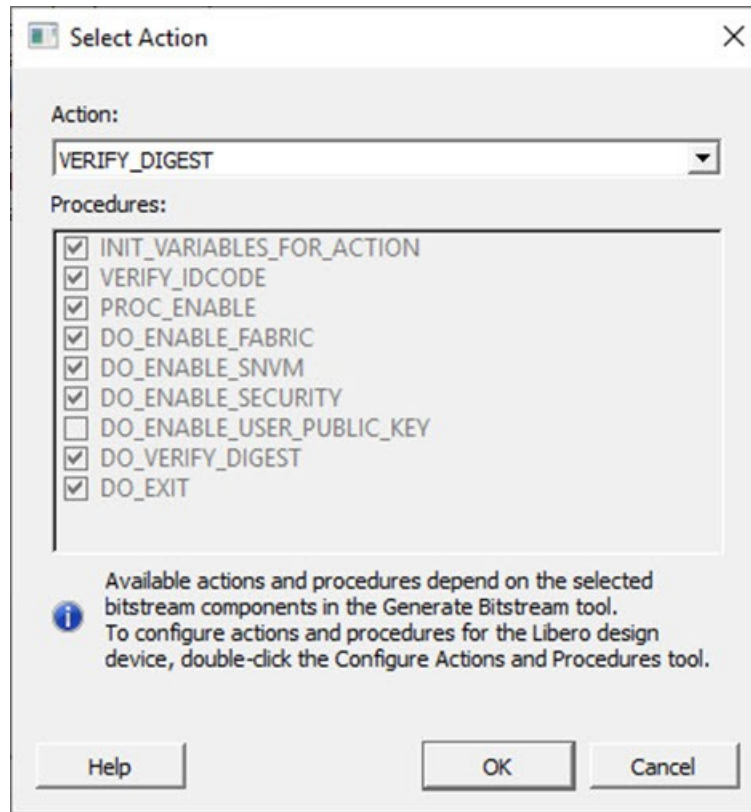 Select Action
Action:
VERIFY_DIGEST
Procedures:
INIT_VARIABLES_FOR_ACTION
VERIFY_IDCODE
PROC_ENABLE
DO_ENABLE_FABRIC
DO_ENABLE_SNVM
DO_ENABLE_SECURITY
DO_ENABLE_USER_PUBLIC_KEY
DO_VERIFY_DIGEST
DO_EXIT
Available actions and procedures depend on the selected
bitstream components in the Generate Bitstream tool.
To configure actions and procedures for the Libero design
device, double-click the Configure Actions and Procedures tool.
Help OK Cancel